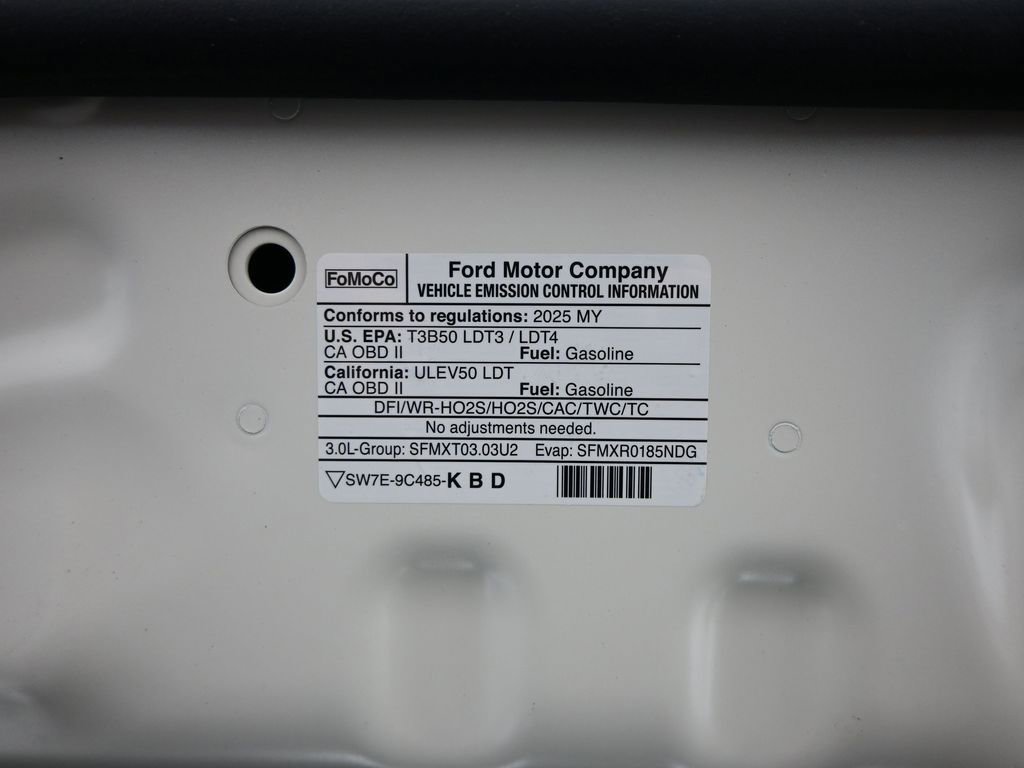 FoMoCo
Ford Motor Company
VEHICLE EMISSION CONTROL INFORMATION
Conforms to regulations: 2025 MY
U.S. EPA: T3B50 LDT3 / LDT4
CA OBD II Fuel: Gasoline
California: ULEV50 LDT
CA OBD II Fuel: Gasoline
DFI/WR-HO2S/HO2S/CAC/TWC/TC
No adjustments needed.
3.0L-Group: SFMXT03.03U2 Evap: SFMXR0185NDG
SW7E-9C485-K B D